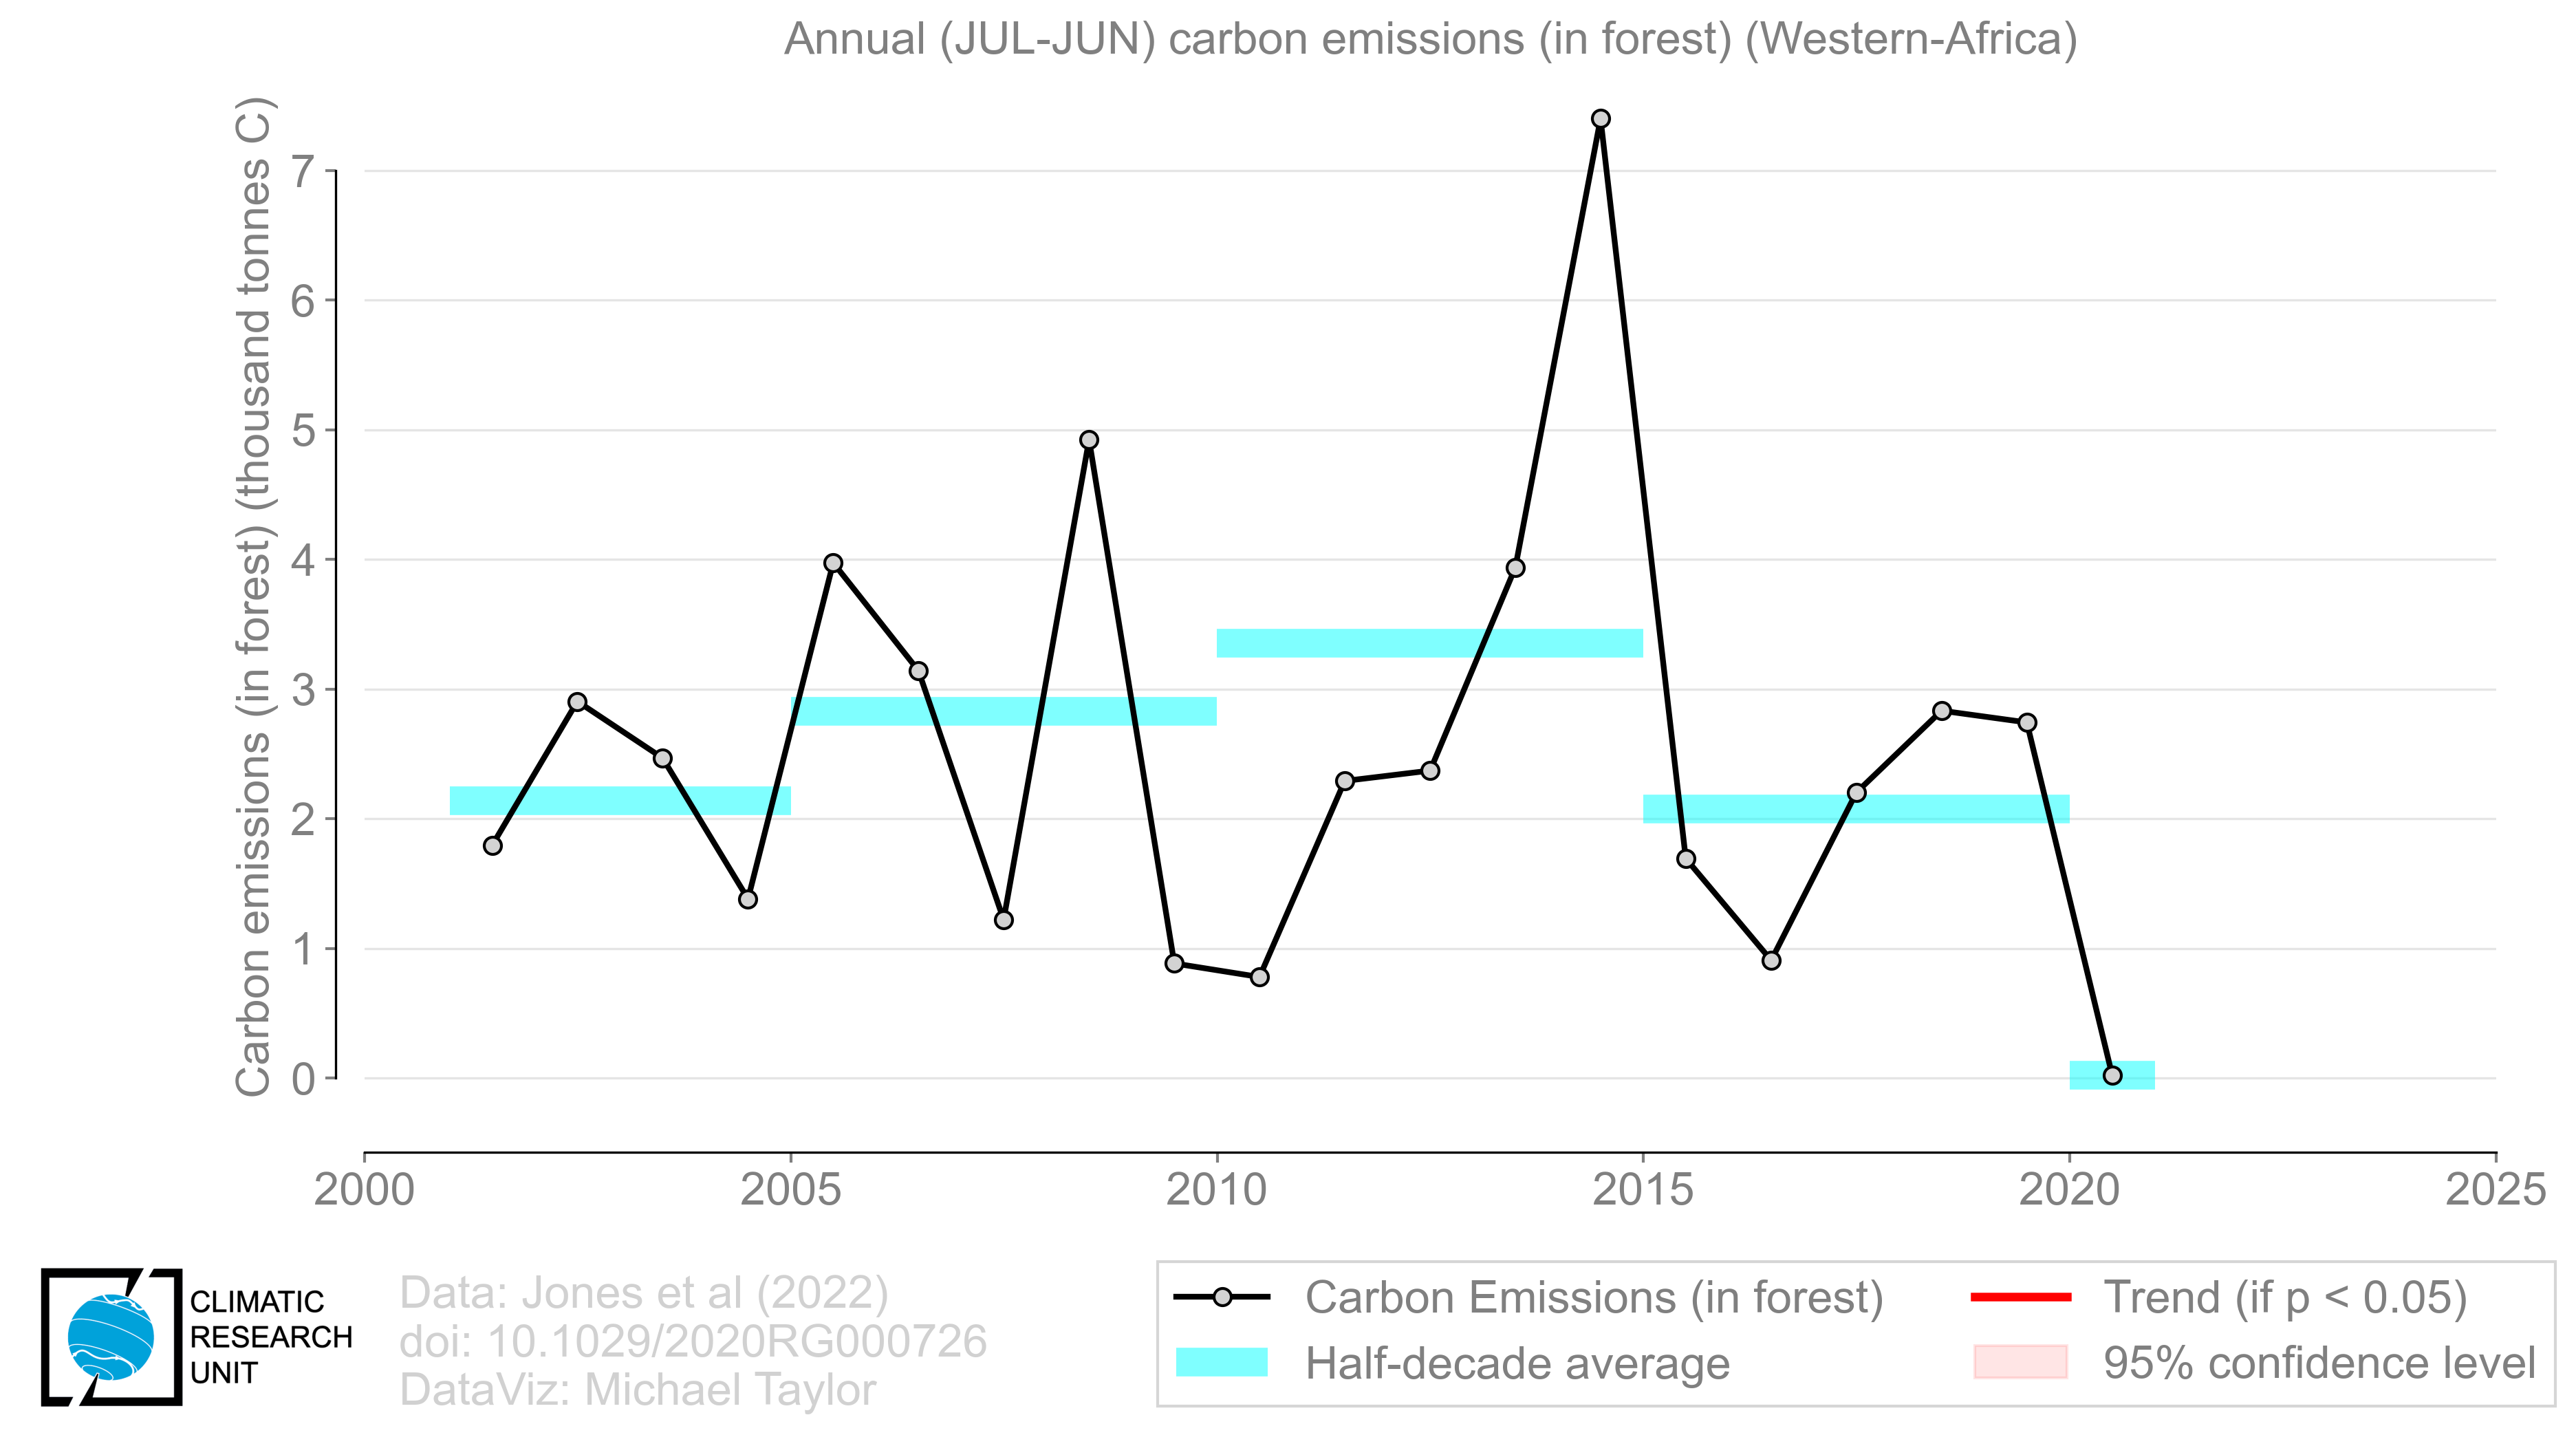 Annual (JUL-JUN) carbon emissions (in forest) (Western-Africa)
Carbon emissions (in forest) (thousand tonnes C)
7
6
5
4
3
2
1
0
2000 2005 2010 2015 2020 2025
CLIMATIC
RESEARCH
UNIT
Data: Jones et al (2022)
doi: 10.1029/2020RG000726
DataViz: Michael Taylor
Carbon Emissions (in forest)
Half-decade average
Trend (if p < 0.05)
95% confidence level